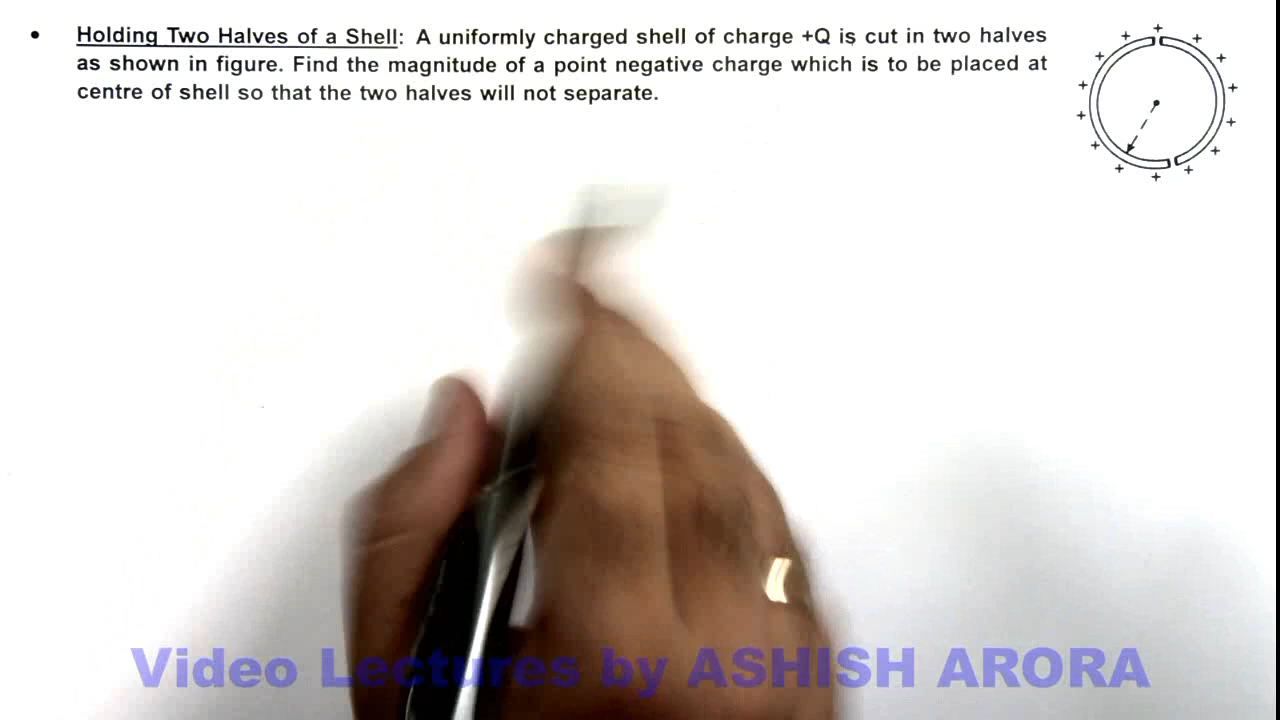 • Holding Two Halves of a Shell: A uniformly charged shell of charge +Q is cut in two halves
as shown in figure. Find the magnitude of a point negative charge which is to be placed at
centre of shell so that the two halves will not separate.
Video Lectures by ASHISH ARORA